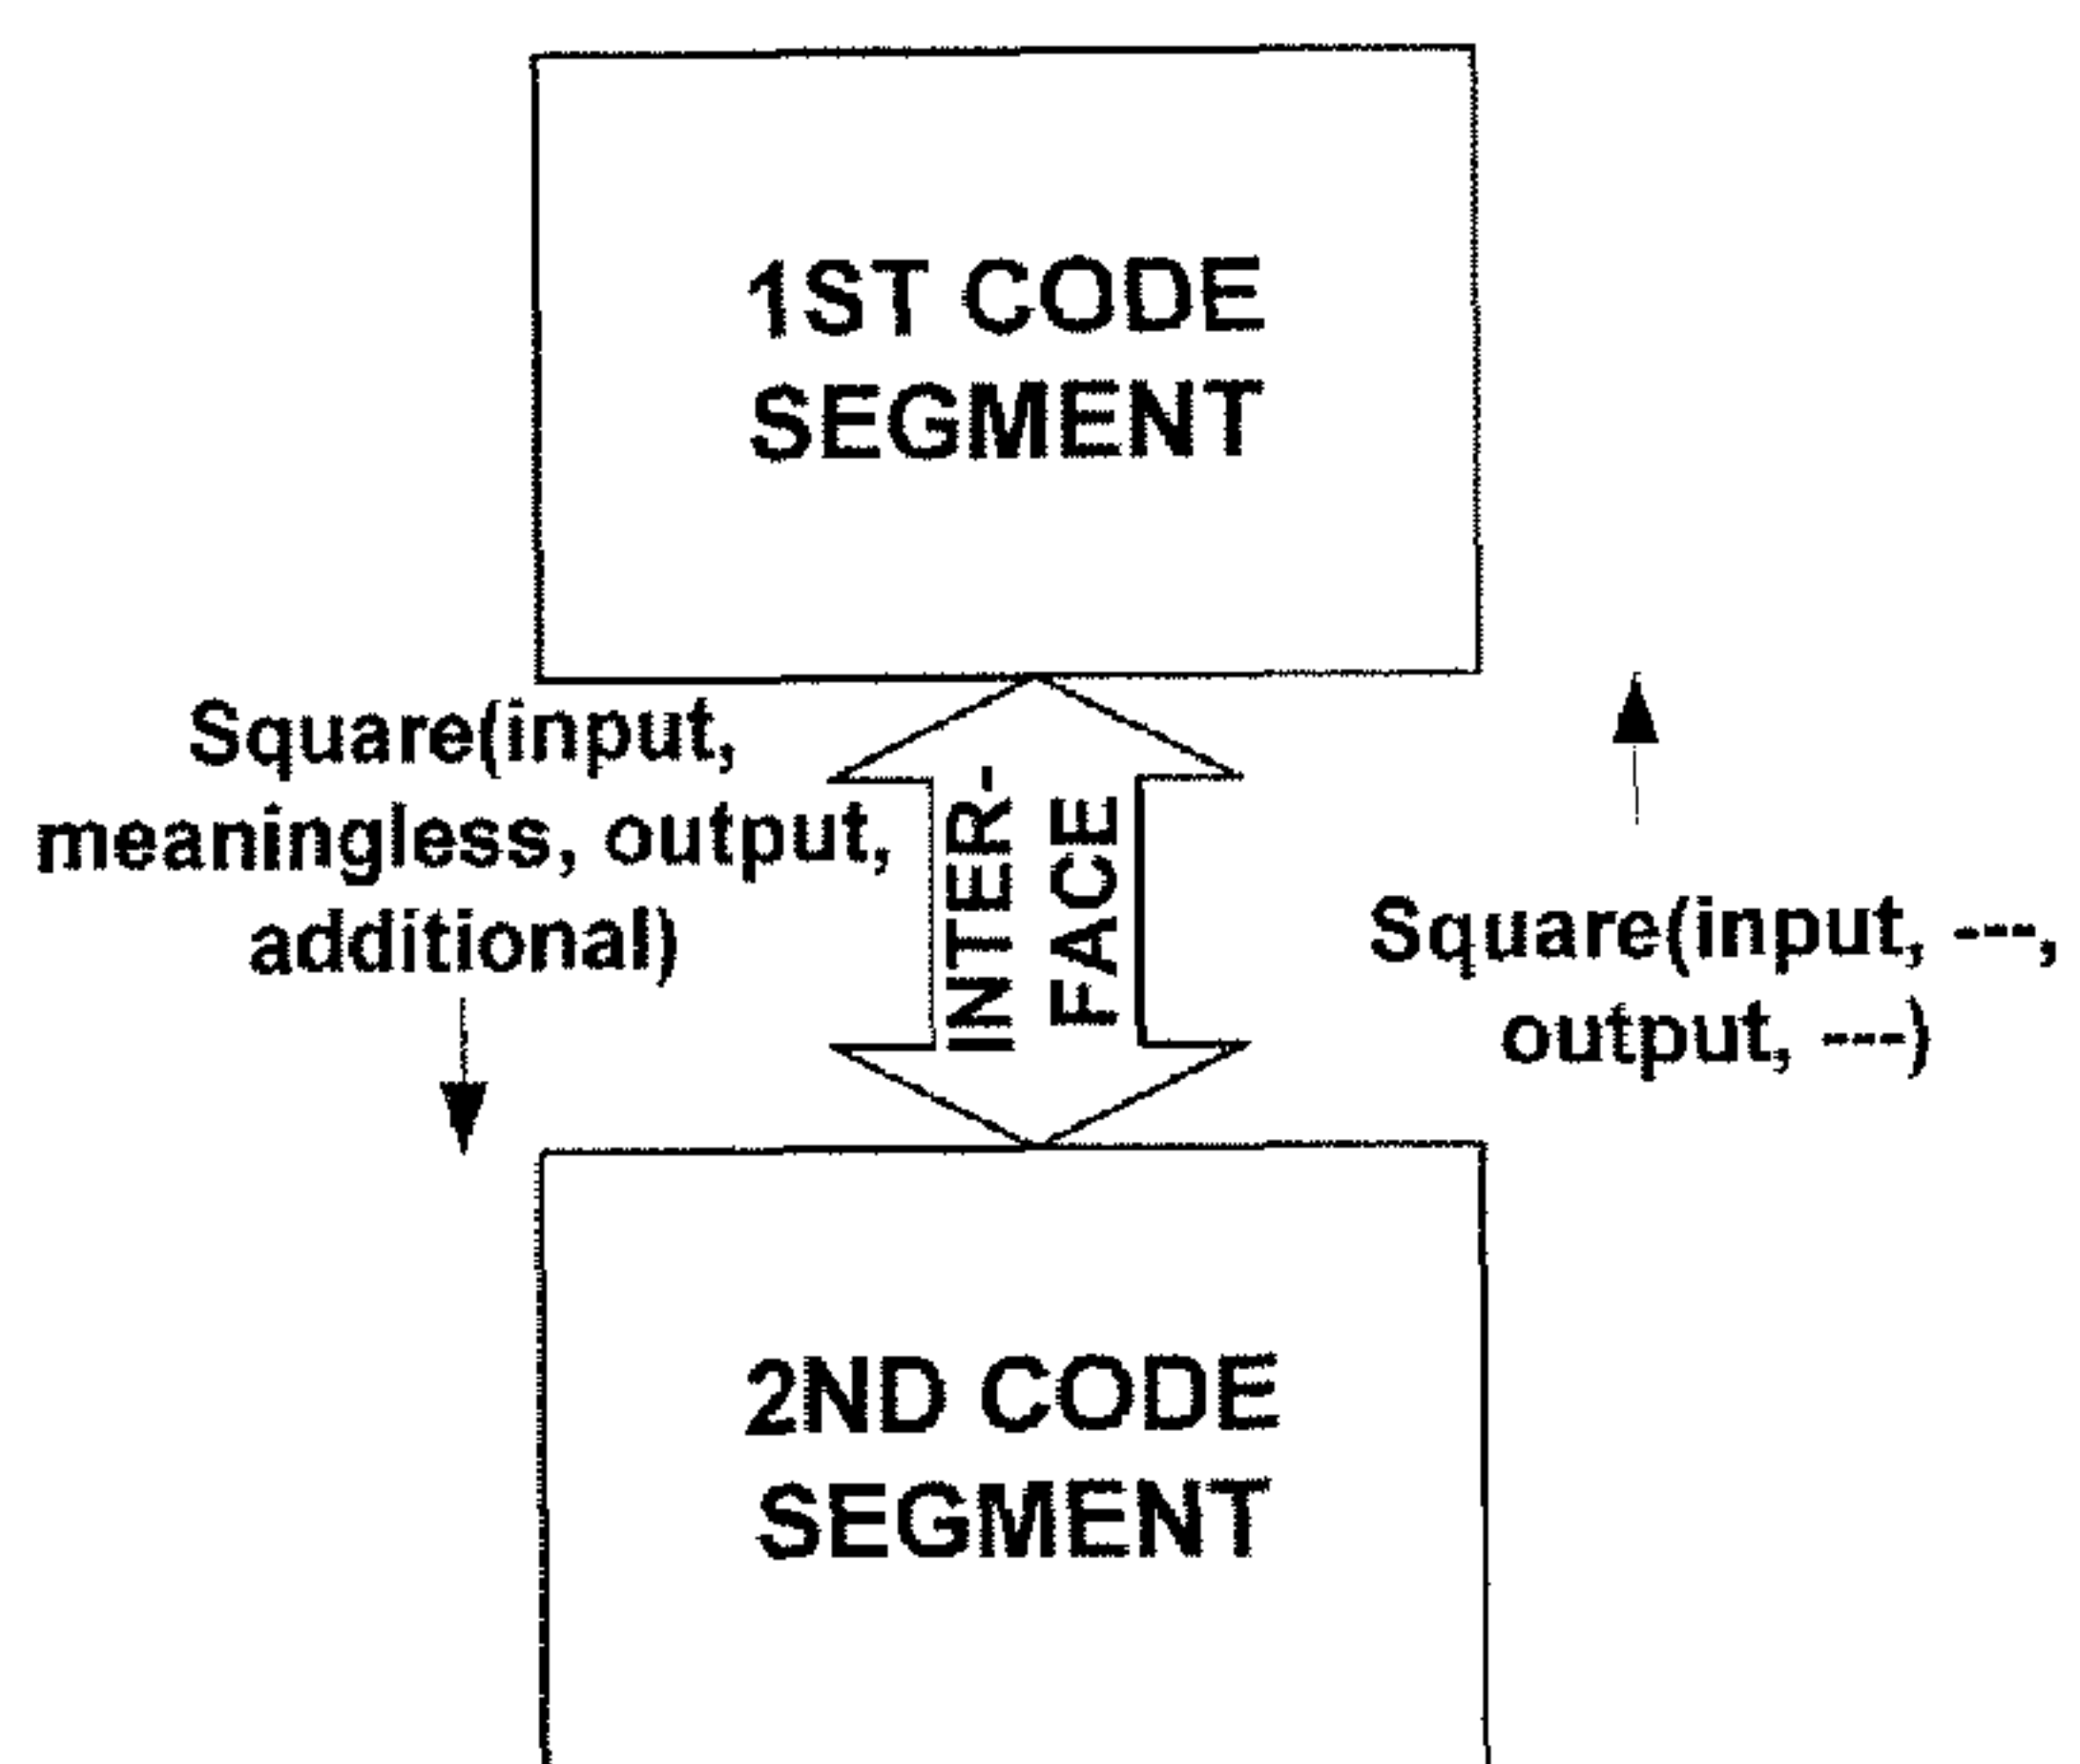 1ST CODE
SEGMENT
Square(input,
meaningless, output,
additional)
INTER-
FACE
Square(input, ---,
output, ---)
2ND CODE
SEGMENT